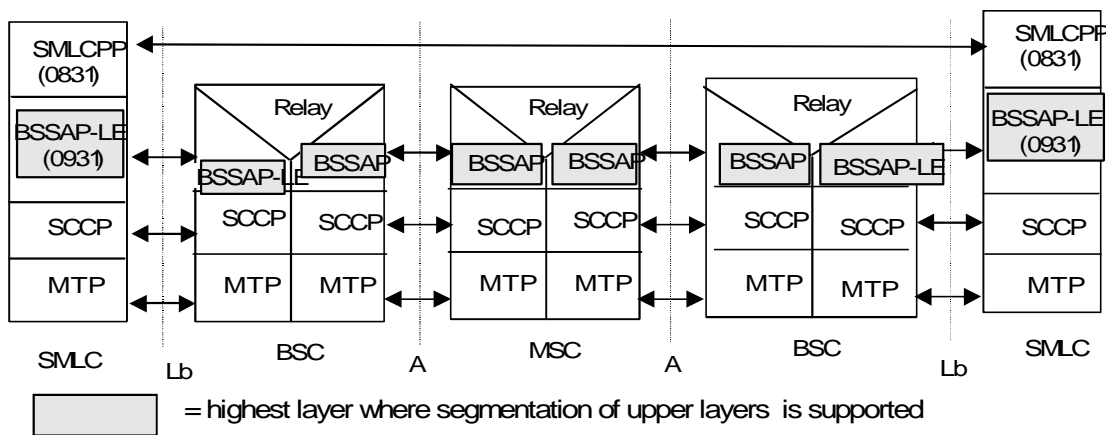 SMLCPP
(0831)
BSSAP-LE
(0931)
SCCP
MTP
SMLC
Lb
Relay
BSSAP-LE
BSSAP
SCCP
SCCP
MTP
MTP
BSC
A
Relay
BSSAP
BSSAP
SCCP
SCCP
MTP
MTP
MSC
A
Relay
BSSAP
BSSAP-LE
SCCP
SCCP
MTP
MTP
BSC
Lb
SMLCPP
(0831)
BSSAP-LE
(0931)
SCCP
MTP
SMLC
= highest layer where segmentation of upper layers is supported